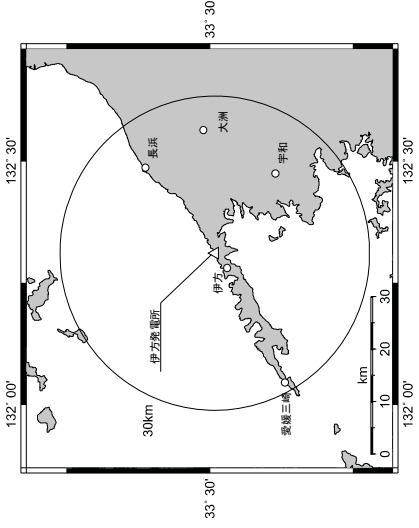 33° 30'
132° 30'
132° 00'
長浜
大洲
宇和
伊方
伊方発電所
愛媛三崎
30km
km
0
10
20
30
33° 30'
132° 30'
132° 00'